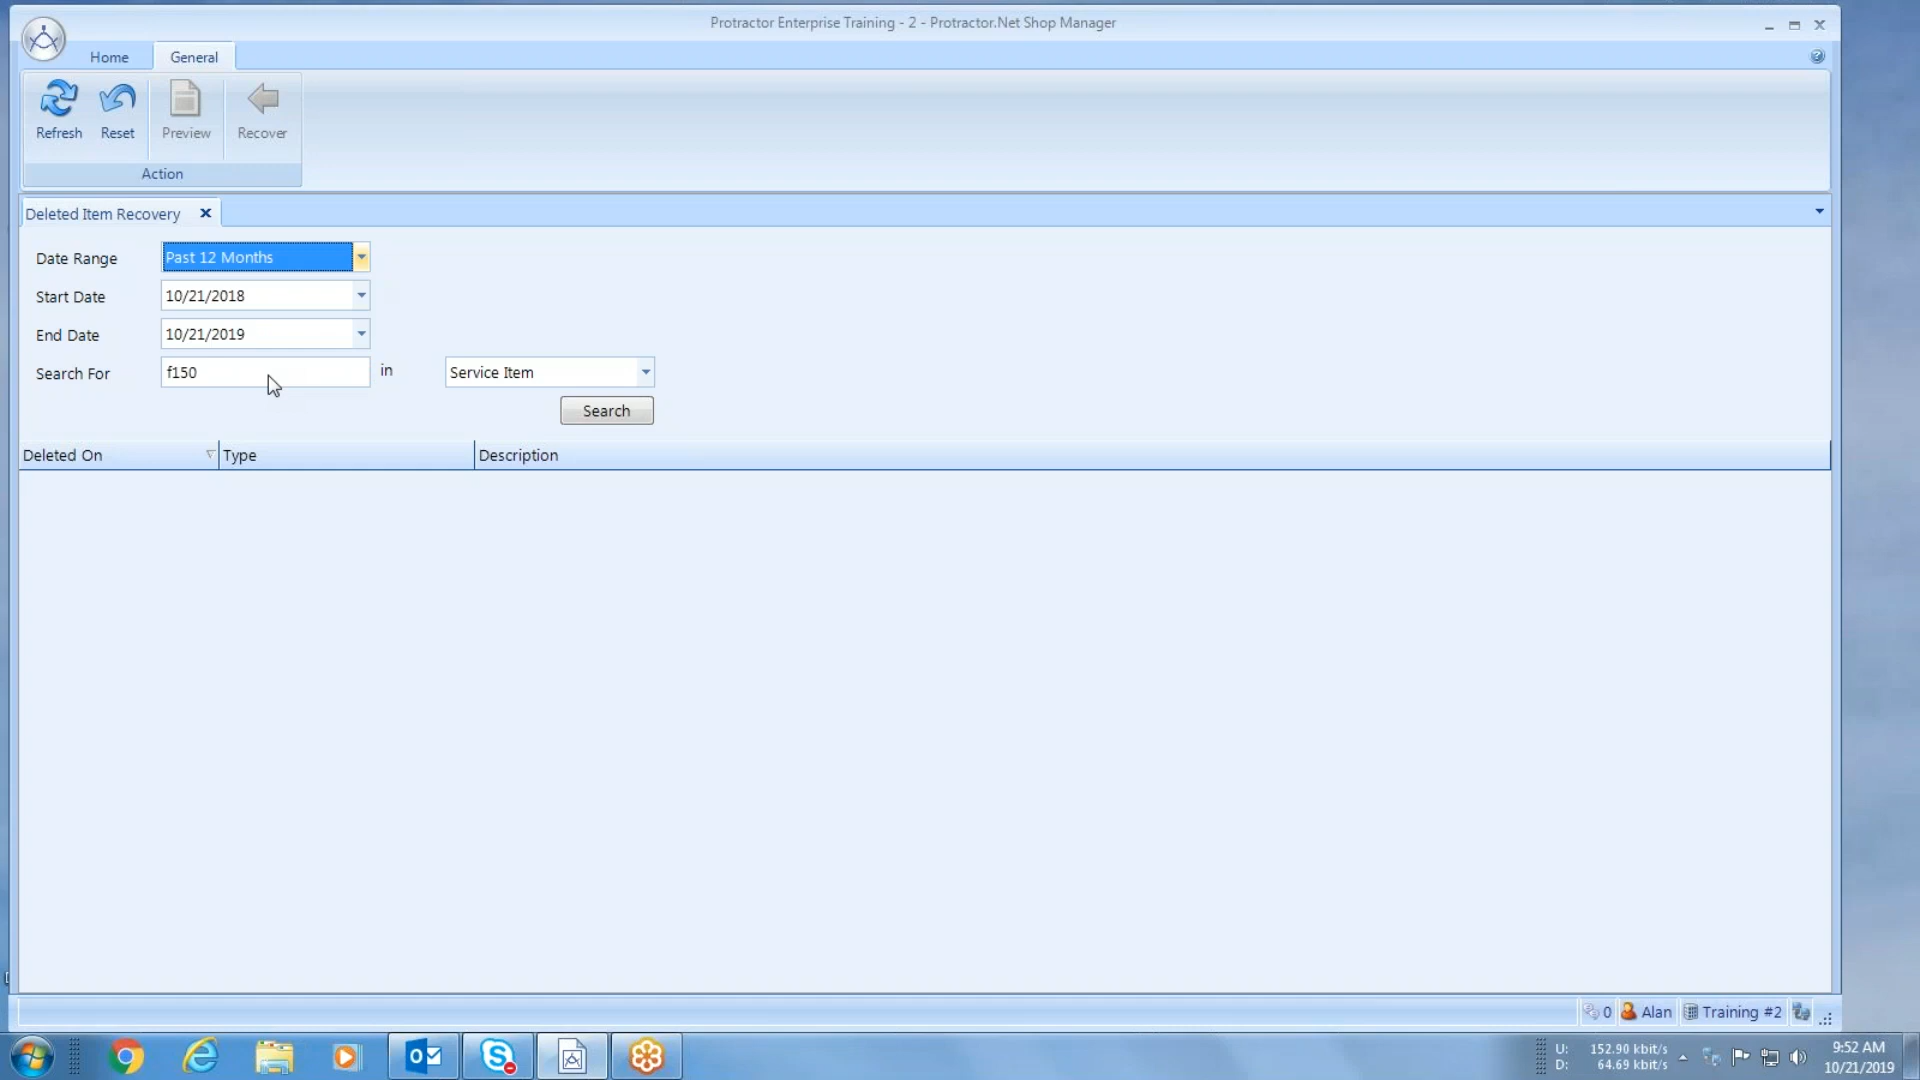 Protractor Enterprise Training - 2 - Protractor.Net Shop Manager
Home General
Refresh Reset Preview Recover
Action
Deleted Item Recovery
Date Range Past 12 Months
Start Date 10/21/2018
End Date 10/21/2019
Search For f150 in Service Item
Search
Deleted On Type Description
0 Alan Training #2
U: 152.90 kbit/s
D: 64.69 kbit/s
9:52 AM
10/21/2019